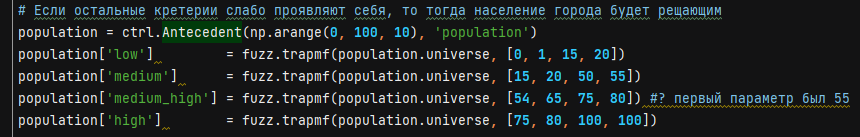 # Если остальные кретерии слабо проявляют себя, то тогда население города будет рещающим
population = ctrl.Antecedent(np.arange(0, 100, 10), 'population')
population['low']         = fuzz.trapmf(population.universe, [0, 1, 15, 20])
population['medium']      = fuzz.trapmf(population.universe, [15, 20, 50, 55])
population['medium_high'] = fuzz.trapmf(population.universe, [54, 65, 75, 80]) #? первый параметр был 55
population['high']        = fuzz.trapmf(population.universe, [75, 80, 100, 100])